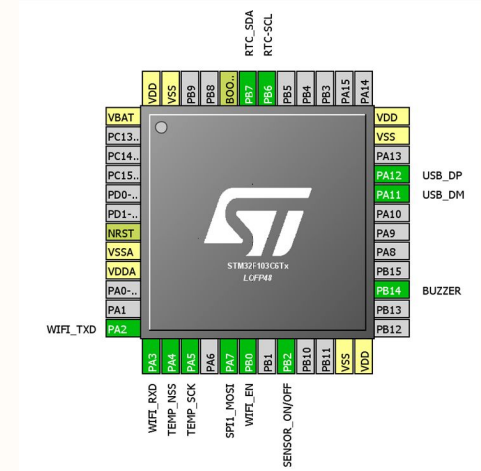 RTC_SDA
RTC-SCL
VDD
VSS
PB9
PB8
BOO..
PB7
PB6
PB5
PB4
PB3
PA15
PA14
VBAT
PC13..
PC14..
PC15..
PD0-..
PD1-..
NRST
VSSA
VDDA
PA0-..
PA1
WIFI_TXD PA2
VDD
VSS
PA13
PA12 USB_DP
PA11 USB_DM
PA10
PA9
PA8
PB15
PB14 BUZZER
PB13
PB12
ST
STM32F103C6Tx
LQFP48
PA3
PA4
PA5
PA6
PA7
PB0
PB1
PB2
PB10
PB11
VSS
VDD
WIFI_RXD
TEMP_NSS
TEMP_SCK
SPI1_MOSI
WIFI_EN
SENSOR_ON/OFF